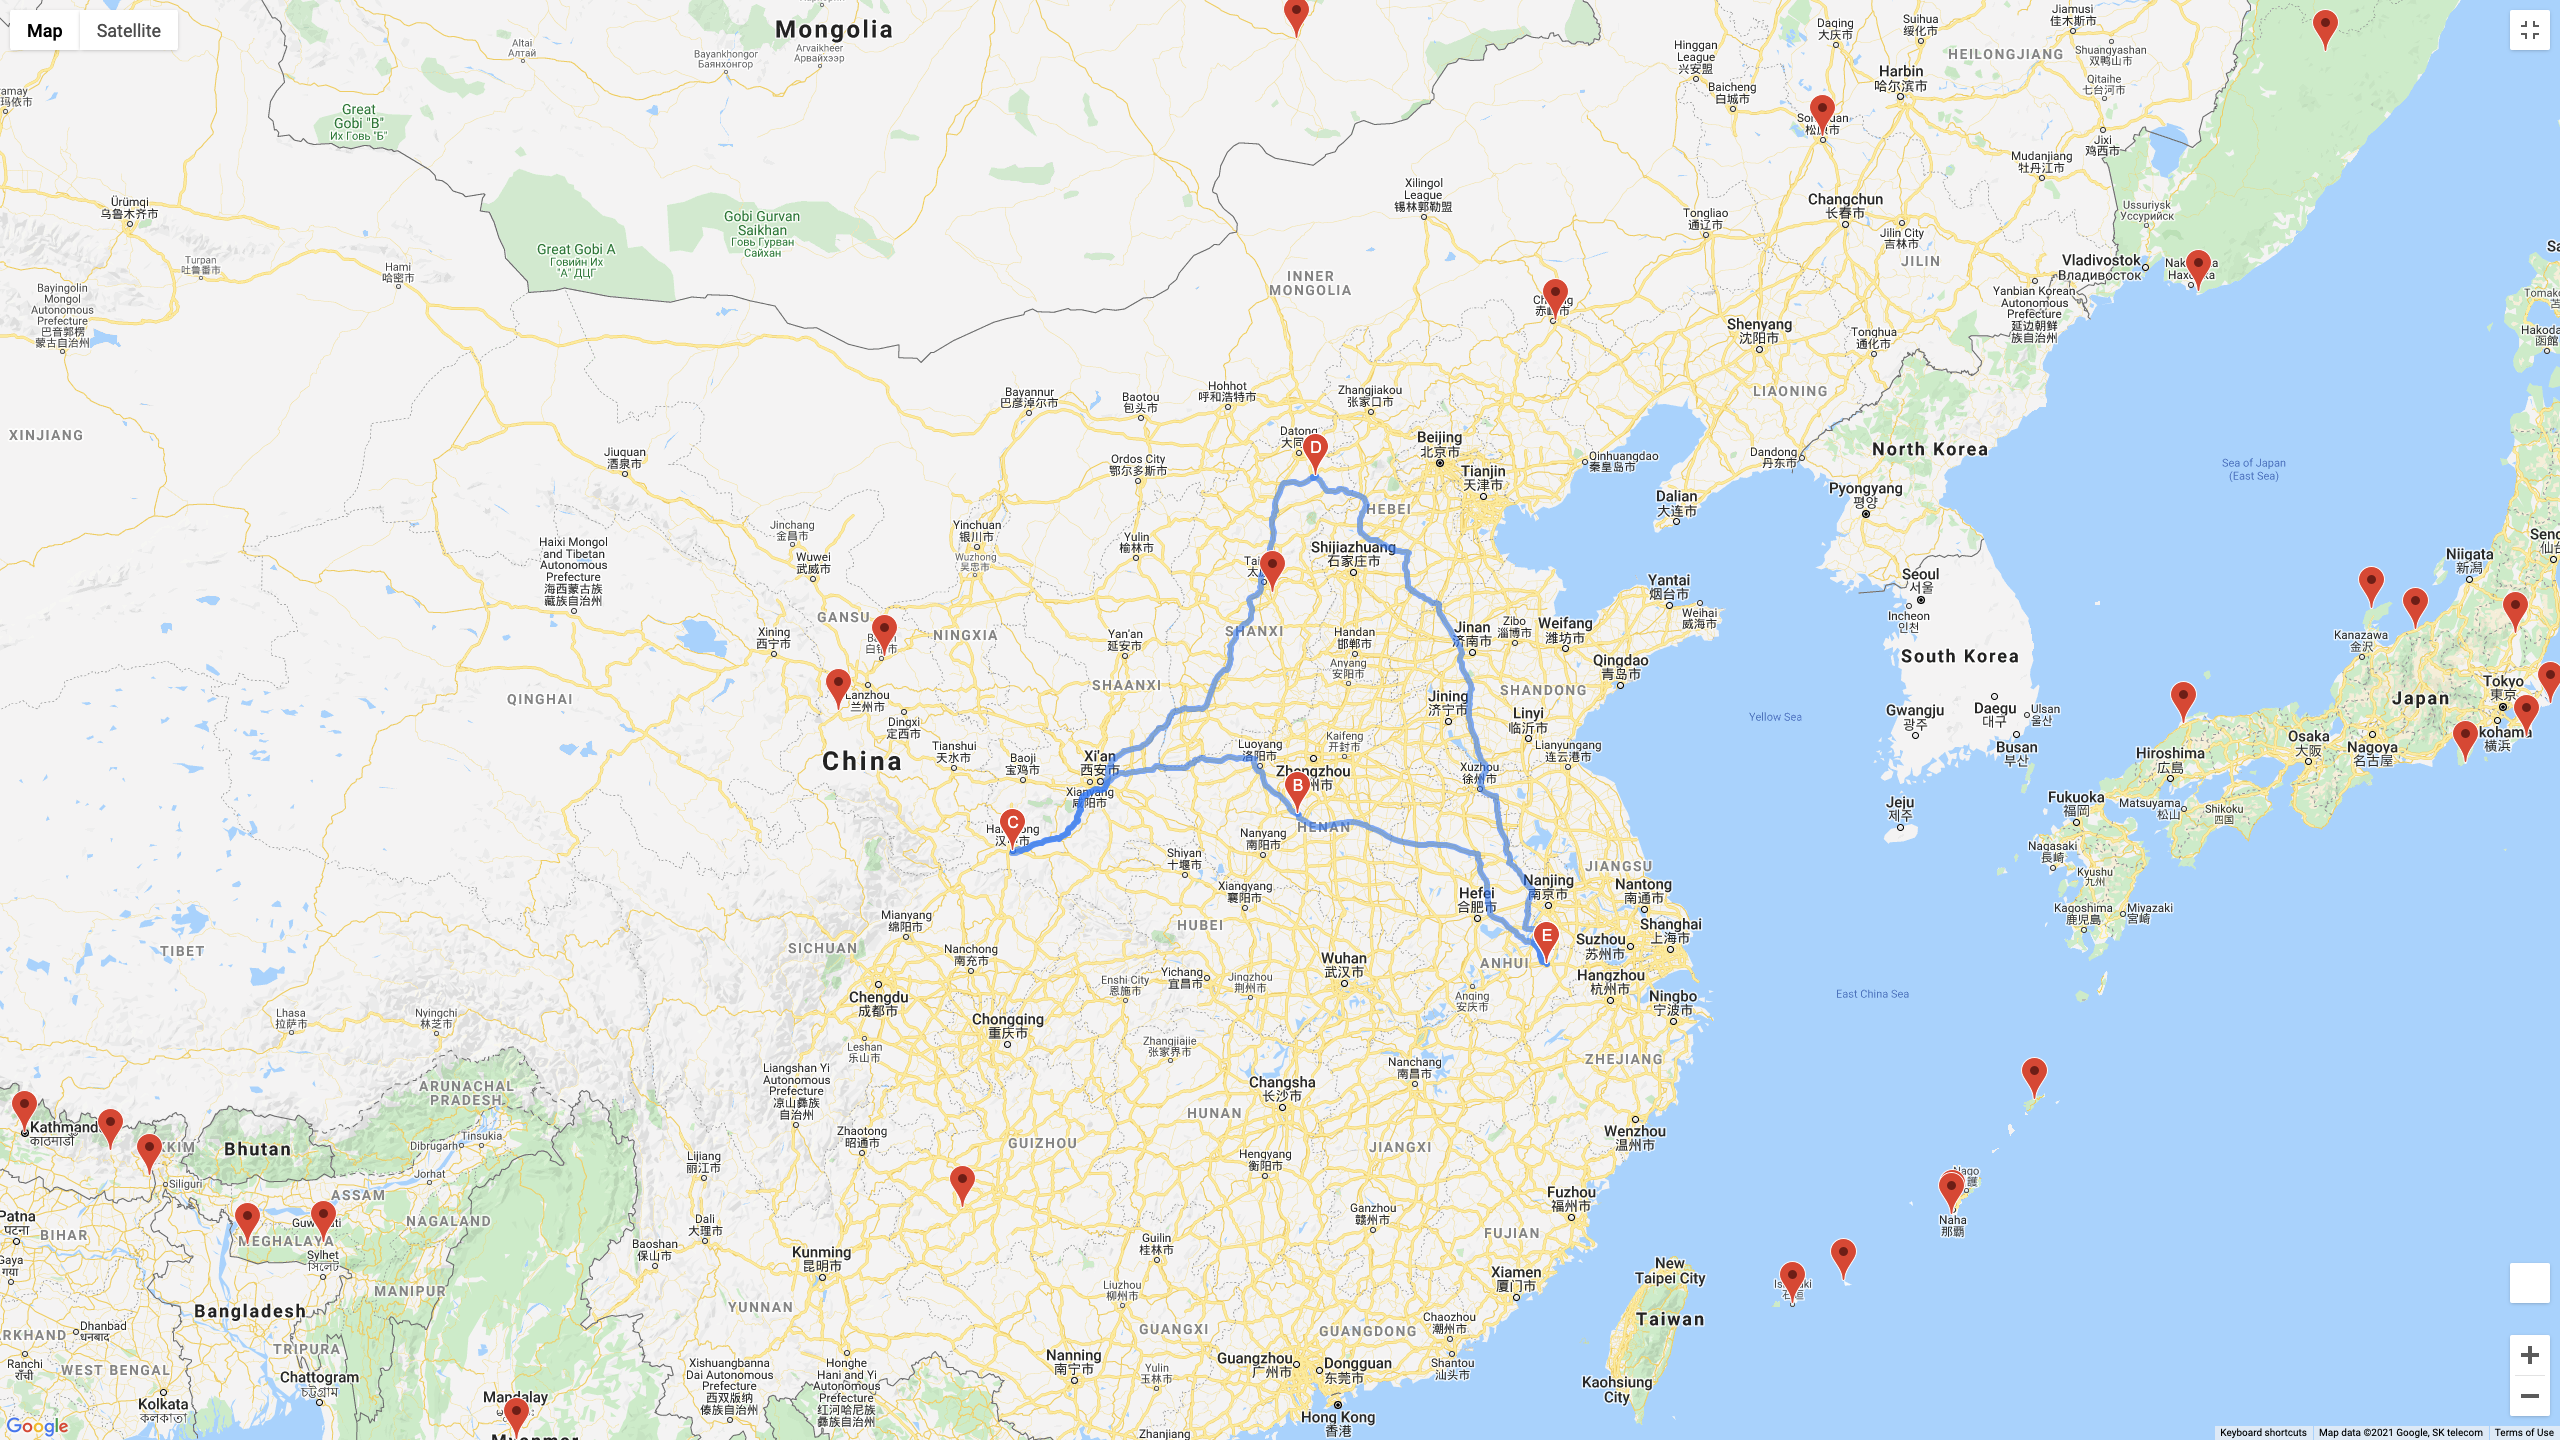 Map
Satellite
Mongolia
Altai
Алтай
Bayankhongor
Баянхонгор
Arvaikheer
Арвайхээр
Great
Gobi "B"
Их Говь "Б"
Great Gobi A
Говийн Их
"А" ДЦГ
Gobi Gurvan
Saikhan
Говь Гурван
Сайхан
Hinggan
League
兴安盟
Baicheng
白城市
Daqing
大庆市
Suihua
绥化市
Jiamusi
佳木斯市
Shuangyashan
双鸭山市
HEILONGJIANG
Harbin
哈尔滨市
Qitaihe
七台河市
Jixi
鸡西市
Mudanjiang
牡丹江市
Xilingol
League
锡林郭勒盟
Tongliao
通辽市
Changchun
长春市
Jilin City
吉林市
JILIN
Ussuriysk
Уссурийск
Vladivostok
Владивосток
Yanbian Korean
Autonomous
Prefecture
延边朝鲜
族自治州
Ürümqi
乌鲁木齐市
Turpan
吐鲁番市
Hami
哈密市
Bayingolin
Mongol
Autonomous
Prefecture
巴音郭楞
蒙古自治州
XINJIANG
INNER
MONGOLIA
Shenyang
沈阳市
Tonghua
通化市
LIAONING
Bayannur
巴彦淖尔市
Baotou
包头市
Hohhot
呼和浩特市
Zhangjiakou
张家口市
Datong
D
Beijing
北京市
Ordos City
鄂尔多斯市
Tianjin
天津市
Qinhuangdao
秦皇岛市
Dandong
丹东市
Dalian
大连市
North Korea
Pyongyang
평양
Sea of Japan
(East Sea)
Jiuquan
酒泉市
Jinchang
金昌市
Wuwei
武威市
Yinchuan
银川市
Wuzhong
吴忠市
Yulin
榆林市
HEBEI
Shijiazhuang
石家庄市
Haixi Mongol
and Tibetan
Autonomous
Prefecture
海西蒙古族
藏族自治州
Yantai
烟台市
Weihai
威海市
Seoul
서울
Incheon
인천
Niigata
新潟
Xining
西宁市
GANSU
NINGXIA
Yan'an
延安市
SHANXI
Handan
邯郸市
Anyang
安阳市
Jinan
济南市
Zibo
淄博市
Weifang
潍坊市
Qingdao
青岛市
South Korea
Kanazawa
金沢
QINGHAI
Lanzhou
兰州市
Dingxi
定西市
SHAANXI
Jining
济宁市
SHANDONG
Linyi
临沂市
Lianyungang
连云港市
Yellow Sea
Gwangju
광주
Daegu
대구
Ulsan
울산
Busan
부산
Japan
Tokyo
東京
横浜
China
Tianshui
天水市
Baoji
宝鸡市
Xi'an
西安市
Xianyang
咸阳市
Luoyang
洛阳市
Kaifeng
开封市
B
Xuzhou
徐州市
Hiroshima
広島
Osaka
大阪
Nagoya
名古屋
Jeju
제주
Fukuoka
福岡
Matsuyama
松山
Shikoku
四国
Nagasaki
長崎
Kyushu
九州
Kagoshima
鹿児島
Miyazaki
宮崎
C
HENAN
Nanyang
南阳市
Shiyan
十堰市
Xiangyang
襄阳市
JIANGSU
Nanjing
南京市
Nantong
南通市
Hefei
合肥市
Shanghai
上海市
E
Suzhou
苏州市
ANHUI
Hangzhou
杭州市
Ningbo
宁波市
Mianyang
绵阳市
Nanchong
南充市
SICHUAN
HUBEI
TIBET
Wuhan
武汉市
Enshi City
恩施市
Yichang
宜昌市
Jingzhou
荆州市
Anqing
安庆市
East China Sea
Chengdu
成都市
Chongqing
重庆市
Lhasa
拉萨市
Nyingchi
林芝市
Leshan
乐山市
Zhangjiajie
张家界市
Nanchang
南昌市
ZHEJIANG
Liangshan Yi
Autonomous
Prefecture
凉山彝族
自治州
Changsha
长沙市
ARUNACHAL
PRADESH
HUNAN
JIANGXI
Wenzhou
温州市
Bhutan
Dibrugarh
Tinsukia
Jorhat
Siliguri
ASSAM
NAGALAND
Zhaotong
昭通市
GUIZHOU
Hengyang
衡阳市
Lijiang
丽江市
Patna
पटना
BIHAR
Gaya
गया
MEGHALAYA
Sylhet
সিলেট
Dali
大理市
Baoshan
保山市
Kunming
昆明市
Guilin
桂林市
Ganzhou
赣州市
Fuzhou
福州市
FUJIAN
Naha
那覇
New
Taipei City
Xiamen
厦门市
Bangladesh
MANIPUR
YUNNAN
Liuzhou
柳州市
Taiwan
Dhanbad
धनबाद
TRIPURA
Ranchi
राँची
WEST BENGAL
Chattogram
চট্টগ্রাম
Kolkata
কলকাতা
GUANGXI
GUANGDONG
Chaozhou
潮州市
Shantou
汕头市
Nanning
南宁市
Yulin
玉林市
Guangzhou
广州市
Dongguan
东莞市
Kaohsiung
City
Hong Kong
香港
Xishuangbanna
Dai Autonomous
Prefecture
西双版纳
傣族自治州
Honghe
Hani and Yi
Autonomous
Prefecture
红河哈尼族
彝族自治州
Zhanjiang
Mandalay
Google
Keyboard shortcuts
Map data ©2021 Google, SK telecom
Terms of Use